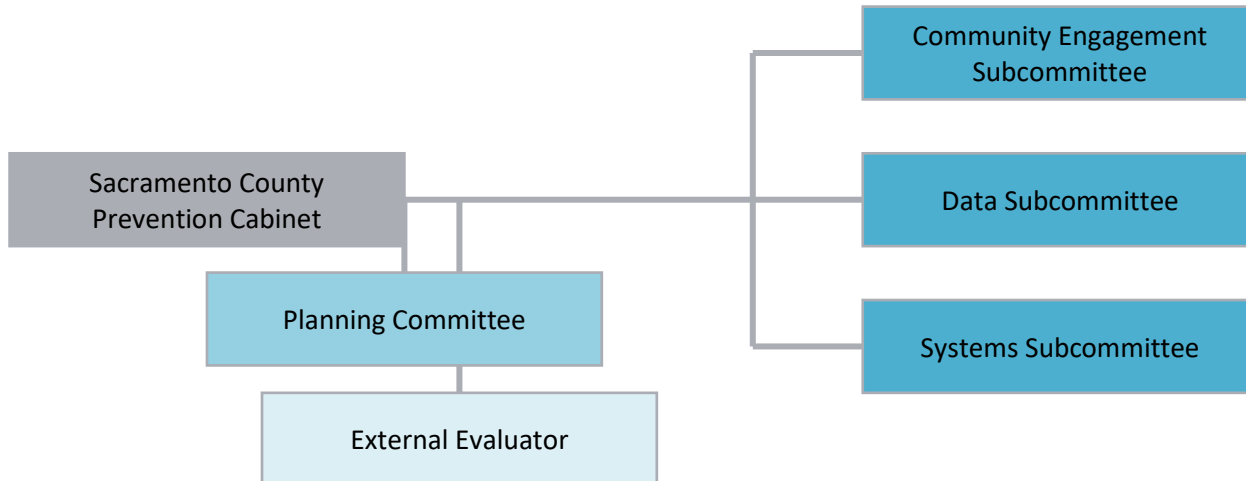 Community Engagement
Subcommittee
Sacramento County
Prevention Cabinet
Data Subcommittee
Planning Committee
Systems Subcommittee
External Evaluator